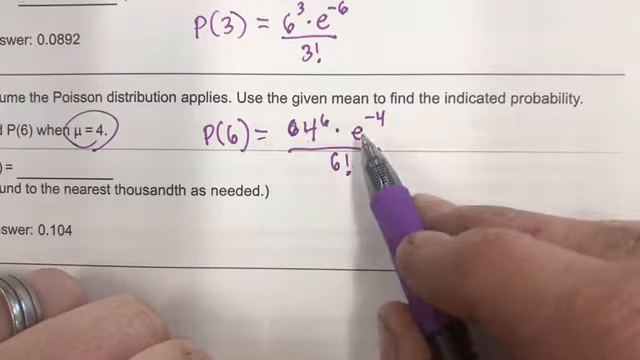 P(3) = 6³ · e⁻⁶
3!
swer: 0.0892
ume the Poisson distribution applies. Use the given mean to find the indicated probability.
P(6) when μ = 4.
P(6) = 4⁶ · e⁻⁴
6!
) =
und to the nearest thousandth as needed.)
swer: 0.104